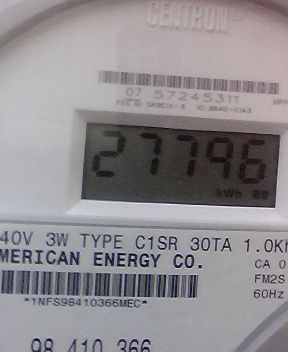 CENTRON
07 57245311
27796
kWh
40V 3W TYPE C1SR 30TA 1.0K
MERICAN ENERGY CO.
CA 0
FM2S
60Hz
*1NFS98410366MEC*
98 410 366